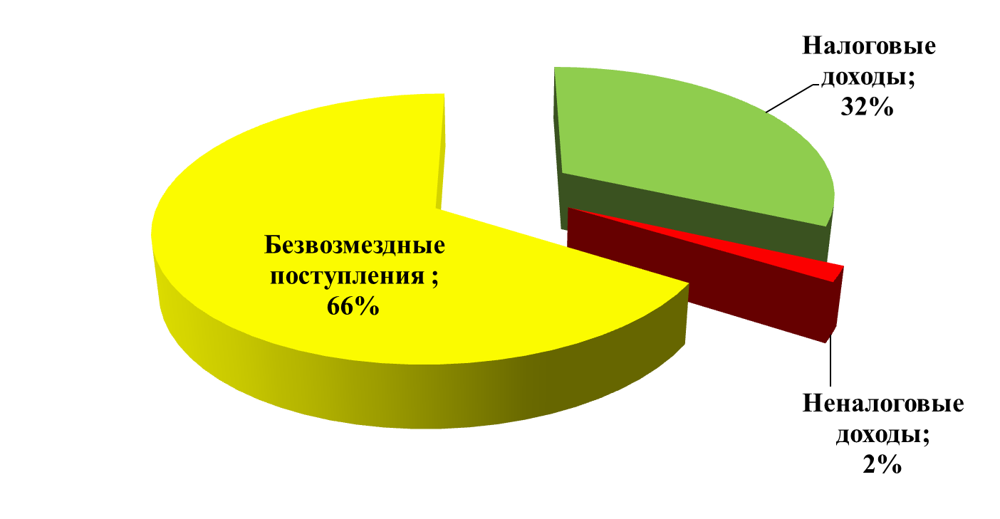 Налоговые
доходы;
32%
Безвозмездные
поступления ;
66%
Неналоговые
доходы;
2%